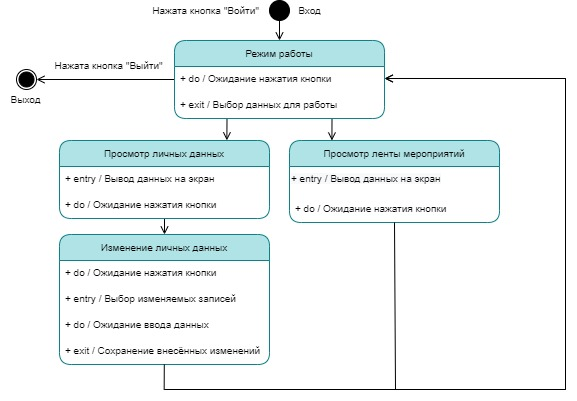 Нажата кнопка "Войти"
Вход
Режим работы
+ do / Ожидание нажатия кнопки
+ exit / Выбор данных для работы
Нажата кнопка "Выйти"
Выход
Просмотр личных данных
+ entry / Вывод данных на экран
+ do / Ожидание нажатия кнопки
Просмотр ленты мероприятий
+ entry / Вывод данных на экран
+ do / Ожидание нажатия кнопки
Изменение личных данных
+ do / Ожидание нажатия кнопки
+ entry / Выбор изменяемых записей
+ do / Ожидание ввода данных
+ exit / Сохранение внесённых изменений